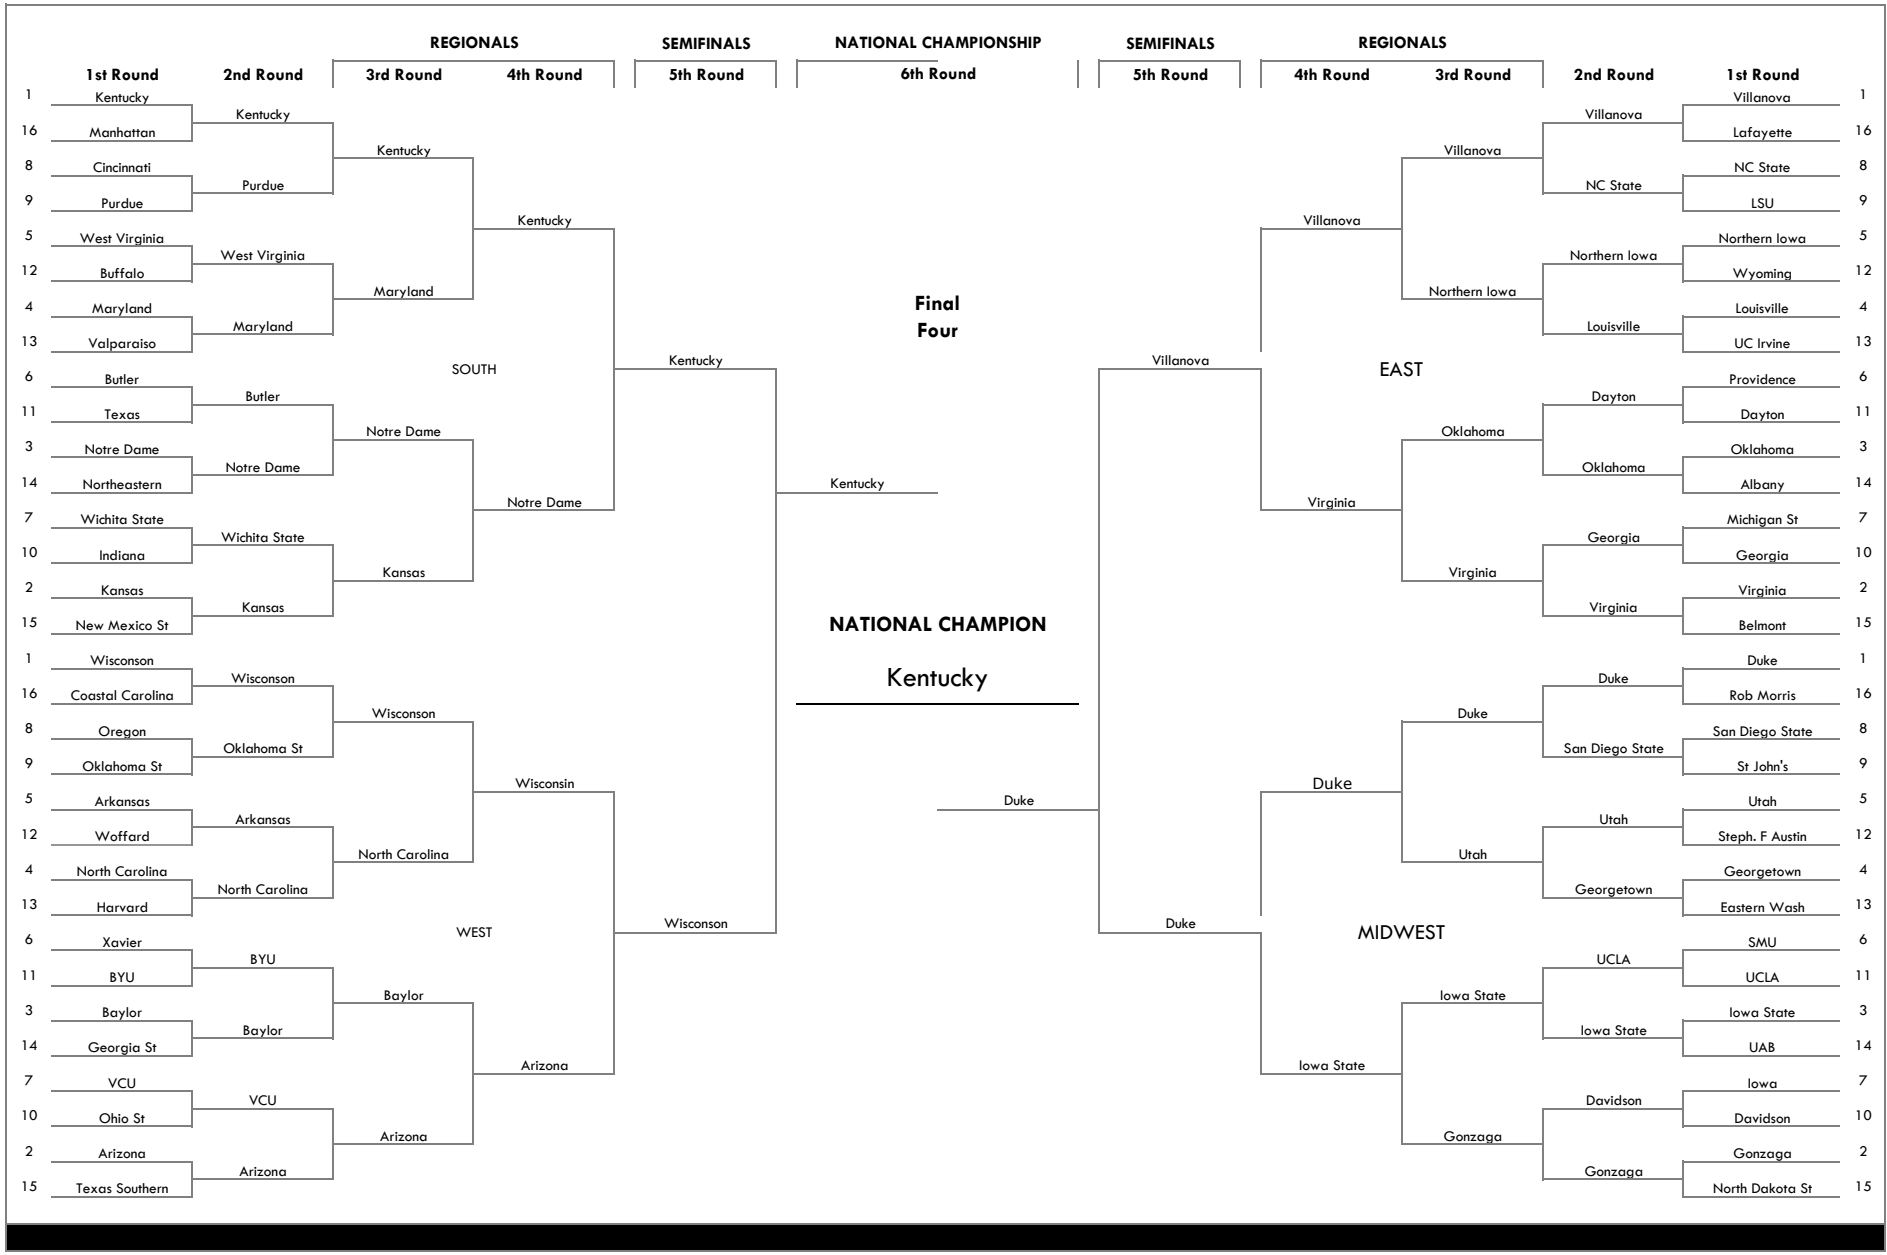 REGIONALS SEMIFINALS NATIONAL CHAMPIONSHIP SEMIFINALS REGIONALS
1st Round 2nd Round 3rd Round 4th Round 5th Round 6th Round 5th Round 4th Round 3rd Round 2nd Round 1st Round
1 Kentucky Villanova 1
Kentucky Villanova
16 Manhattan Lafayette 16
Kentucky Villanova
8 Cincinnati NC State 8
Purdue NC State
9 Purdue LSU 9
Kentucky Villanova
5 West Virginia Northern Iowa 5
West Virginia Northern Iowa
12 Buffalo Wyoming 12
Maryland Northern Iowa
Final
4 Maryland Louisville 4
Maryland Louisville
Four
13 Valparaiso UC Irvine 13
Kentucky Villanova
SOUTH EAST
6 Butler Providence 6
Butler Dayton
11 Texas Dayton 11
Notre Dame Oklahoma
3 Notre Dame Oklahoma 3
Notre Dame Oklahoma
14 Northeastern Albany 14
Kentucky
Notre Dame Virginia
7 Wichita State Michigan St 7
Wichita State Georgia
10 Indiana Georgia 10
Kansas Virginia
2 Kansas Virginia 2
Kansas Virginia
15 New Mexico St Belmont 15
NATIONAL CHAMPION
1 Wisconson Duke 1
Wisconson Kentucky Duke
16 Coastal Carolina Rob Morris 16
Wisconson Duke
8 Oregon San Diego State 8
Oklahoma St San Diego State
9 Oklahoma St St John's 9
Wisconsin Duke
5 Arkansas Duke Utah 5
Arkansas Utah
12 Woffard Steph. F Austin 12
North Carolina Utah
4 North Carolina Georgetown 4
North Carolina Georgetown
13 Harvard Eastern Wash 13
Wisconson Duke
WEST MIDWEST
6 Xavier SMU 6
BYU UCLA
11 BYU UCLA 11
Baylor Iowa State
3 Baylor Iowa State 3
Baylor Iowa State
14 Georgia St UAB 14
Arizona Iowa State
7 VCU Iowa 7
VCU Davidson
10 Ohio St Davidson 10
Arizona Gonzaga
2 Arizona Gonzaga 2
Arizona Gonzaga
15 Texas Southern North Dakota St 15